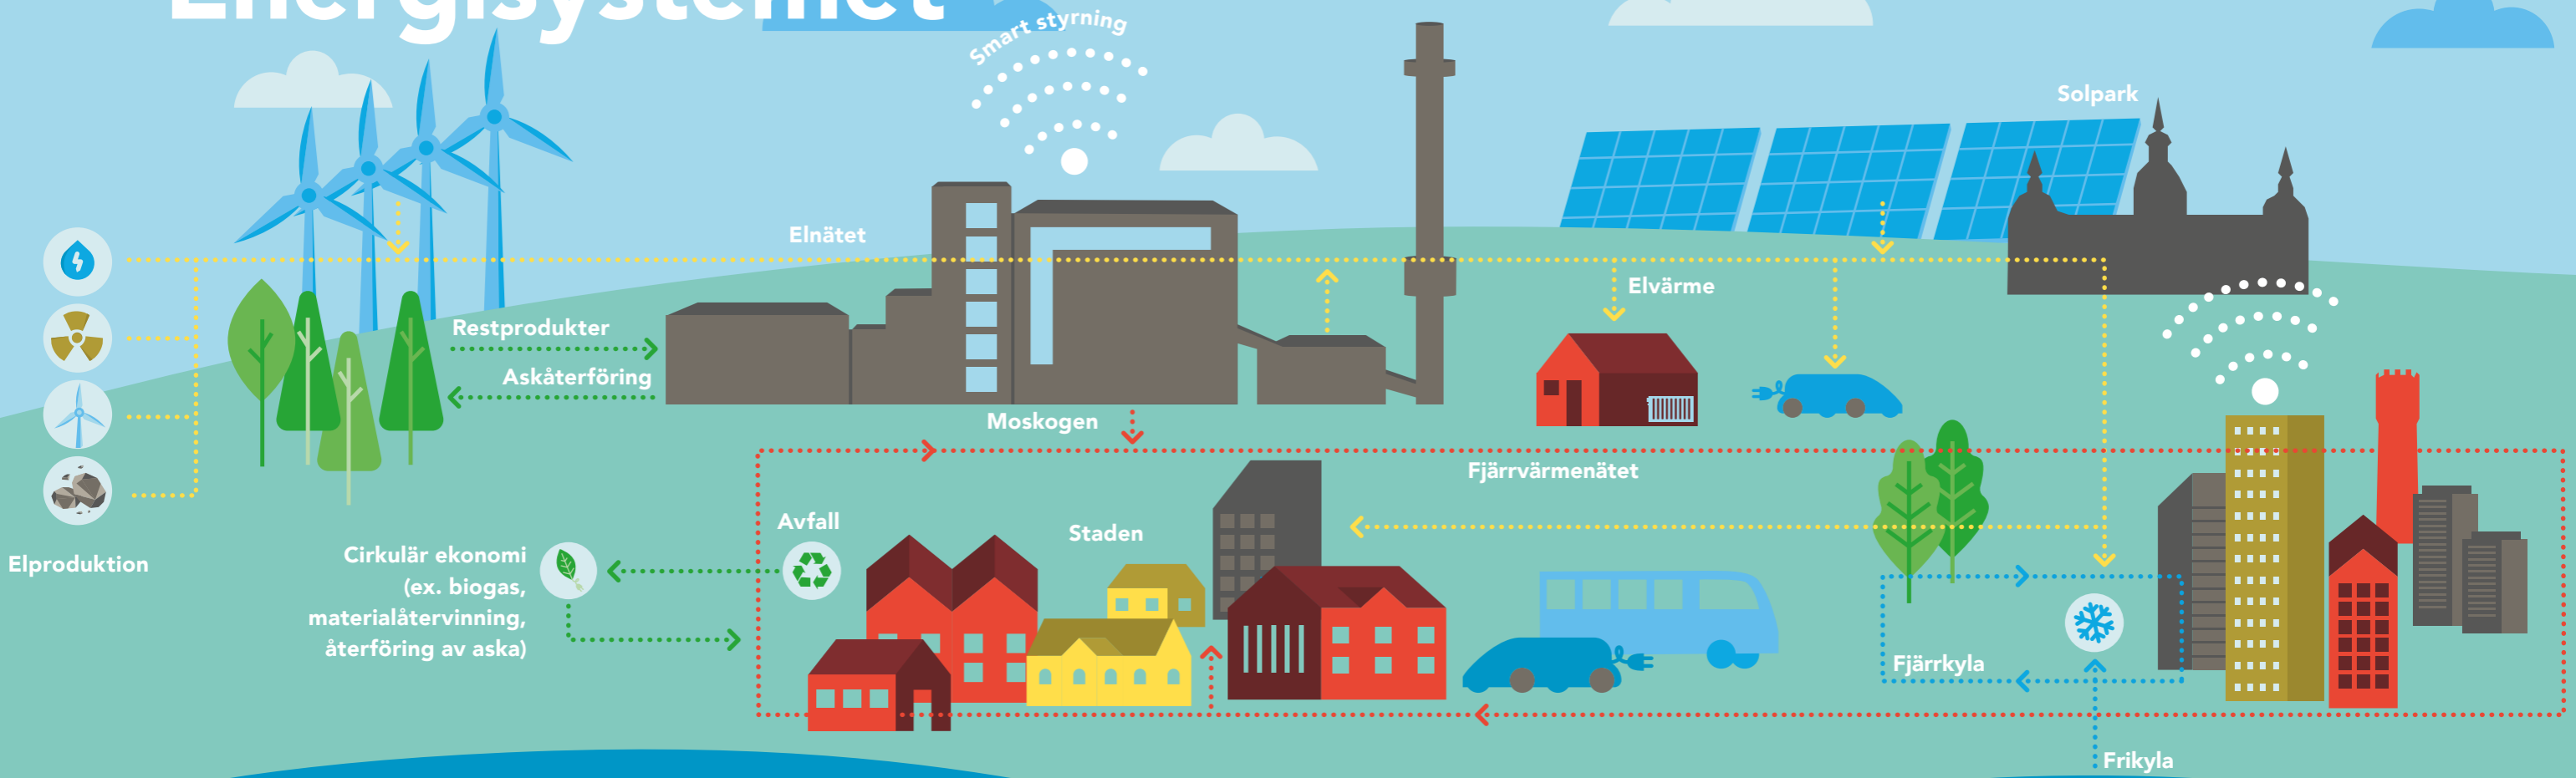 Energisystemet
Smart styrning
Solpark
Elnätet
Elvärme
Restprodukter
Askåterföring
Moskogen
Fjärrvärmenätet
Avfall
Staden
Cirkulär ekonomi
(ex. biogas,
materialåtervinning,
återföring av aska)
Elproduktion
Fjärrkyla
Frikyla